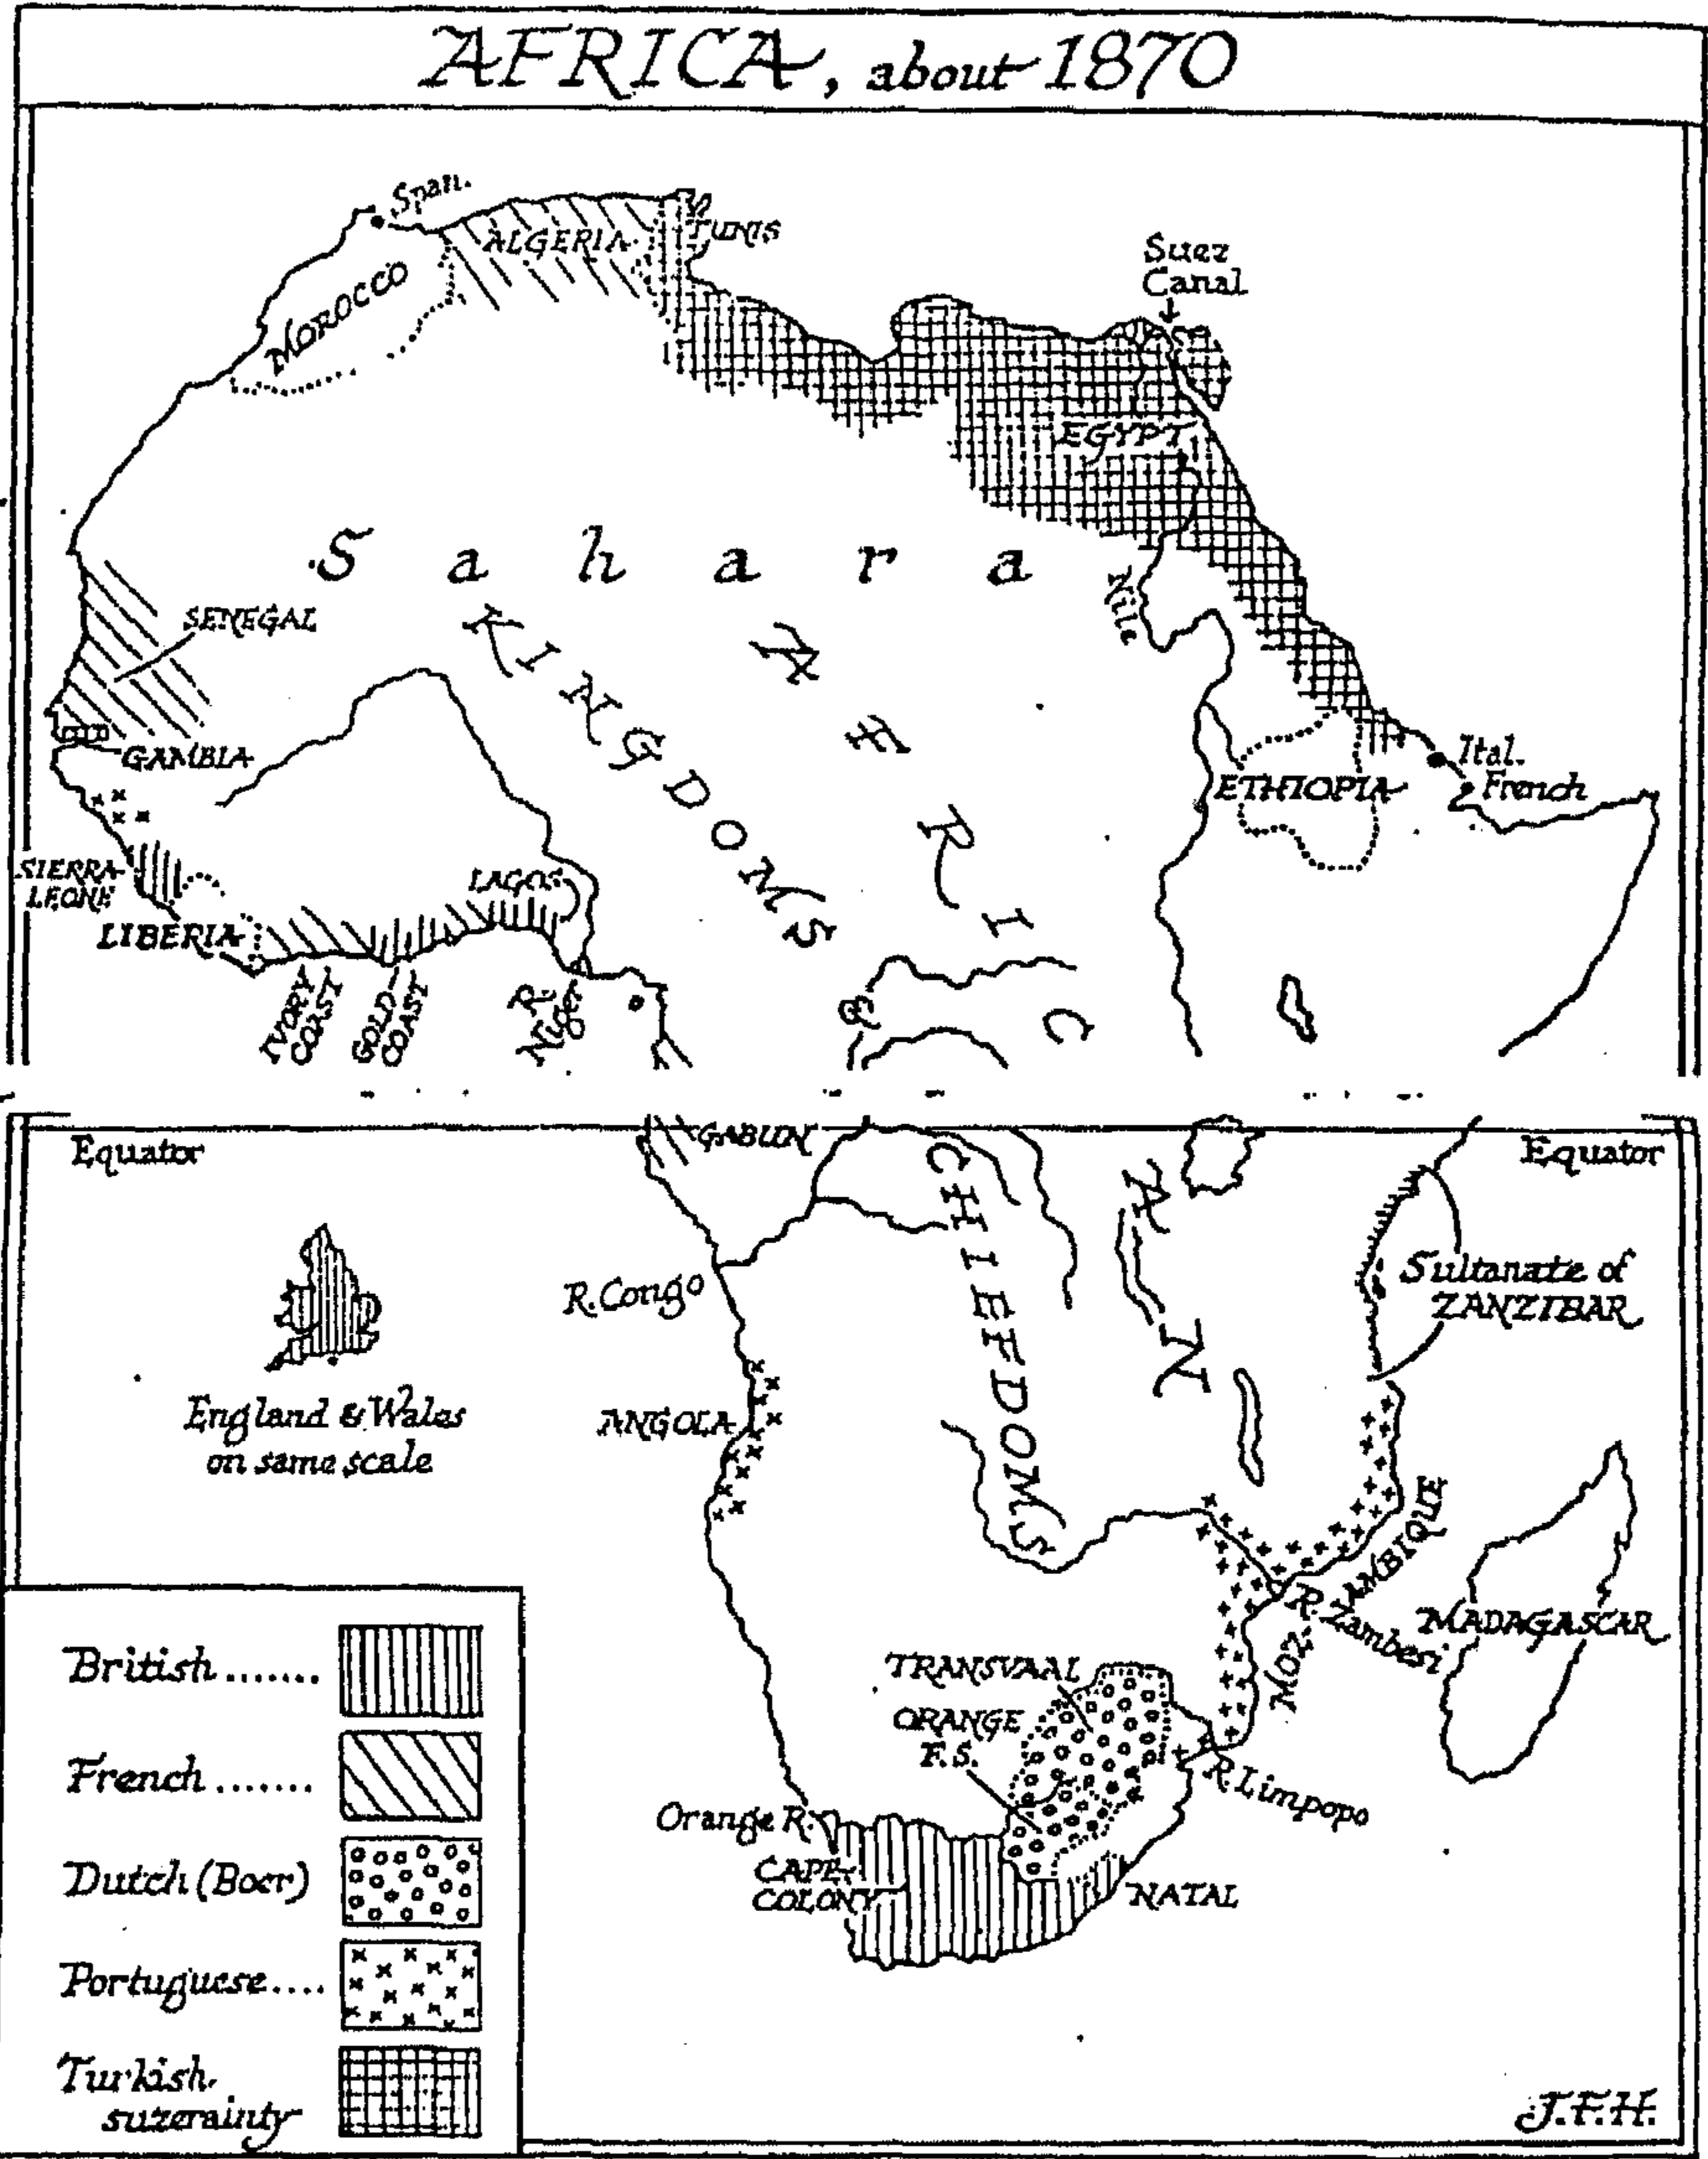 AFRICA, about 1870
Span.
ALGERIA
TUNIS
MOROCCO
Suez
Canal
EGYPT
Sahara
Nile
SENEGAL
KINGDOMS
AFRICAN
GAMBIA
ETHIOPIA
Ital.
French
SIERRA
LEONE
LIBERIA
LAGOS
IVORY
COAST
GOLD
COAST
R.
Niger
&
Equator
GABUN
Equator
CHIEFDOMS
R. Congo
Sultanate of
ZANZIBAR
England & Wales
on same scale
ANGOLA
MOZ-
AMBIQUE
R. Zambesi
MADAGASCAR
TRANSVAAL
ORANGE
F.S.
R. Limpopo
Orange R.
CAPE
COLONY
NATAL
British.......
French.......
Dutch (Boer)
Portuguese....
Turkish
suzerainty
J.F.H.